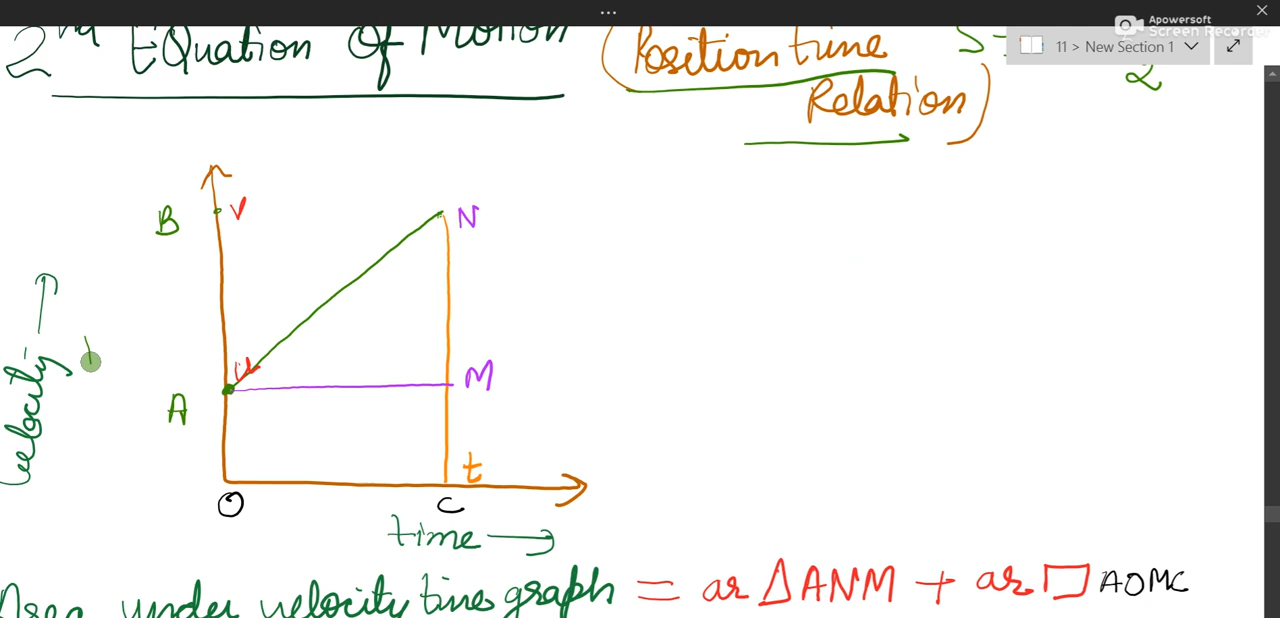 2nd Equation Of Motion (Position time S=
Relation) 2
11 > New Section 1
Apowersoft
Screen Recorder
B V N
u M
A
Velocity →
t
O C
time →
Area under velocity time graph = ar △ANM + ar □ AOMC